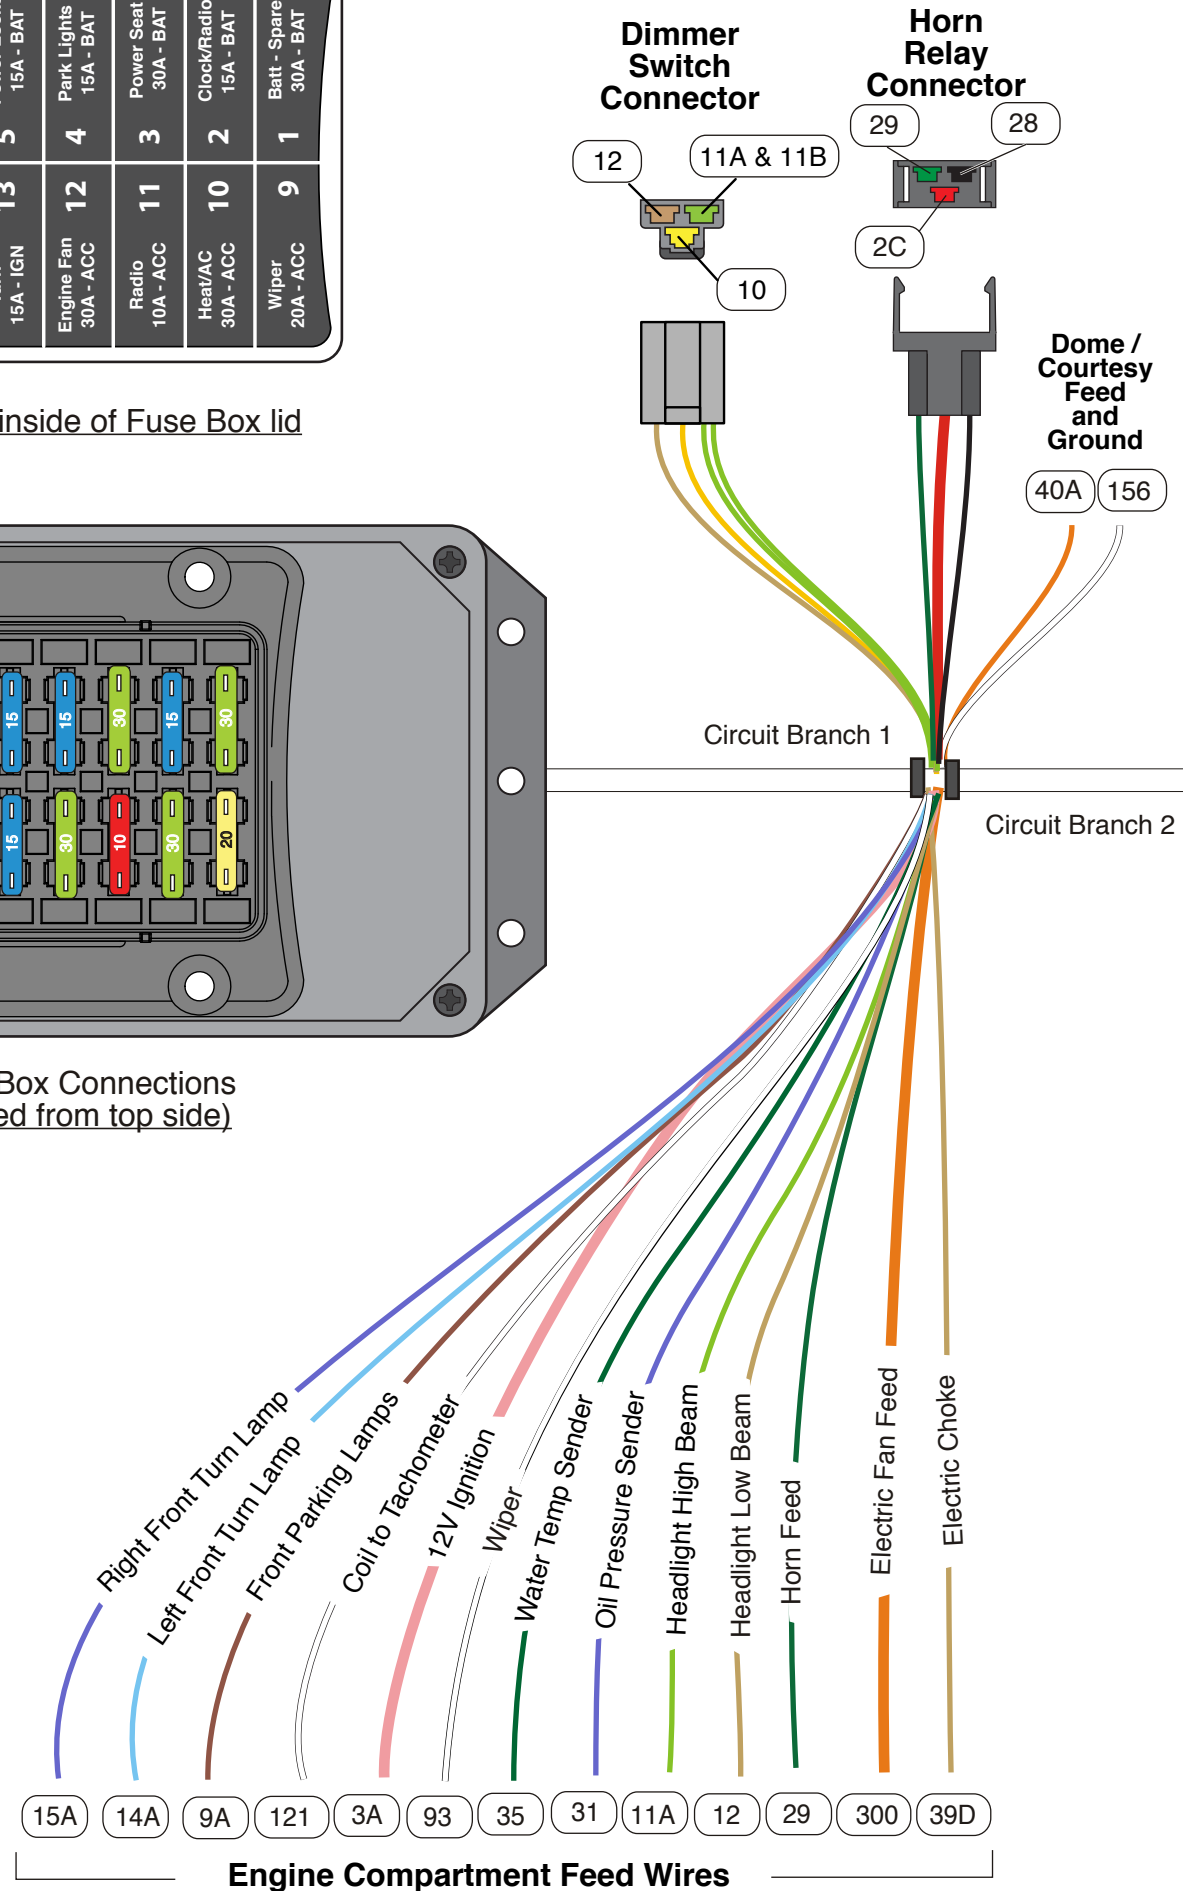 15A - BAT
5
Park Lights
15A - BAT
4
Power Seat
30A - BAT
3
Clock/Radio
15A - BAT
2
Batt - Spare
30A - BAT
1
13
15A - IGN
12
Engine Fan
30A - ACC
11
Radio
10A - ACC
10
Heat/AC
30A - ACC
9
Wiper
20A - ACC
inside of Fuse Box lid
Dimmer
Switch
Connector
12
11A & 11B
10
Horn
Relay
Connector
29
28
2C
Dome /
Courtesy
Feed
and
Ground
40A
156
15
15
30
15
30
15
30
10
30
20
Box Connections
ed from top side)
Circuit Branch 1
Circuit Branch 2
Right Front Turn Lamp
Left Front Turn Lamp
Front Parking Lamps
Coil to Tachometer
12V Ignition
Wiper
Water Temp Sender
Oil Pressure Sender
Headlight High Beam
Headlight Low Beam
Horn Feed
Electric Fan Feed
Electric Choke
15A
14A
9A
121
3A
93
35
31
11A
12
29
300
39D
Engine Compartment Feed Wires